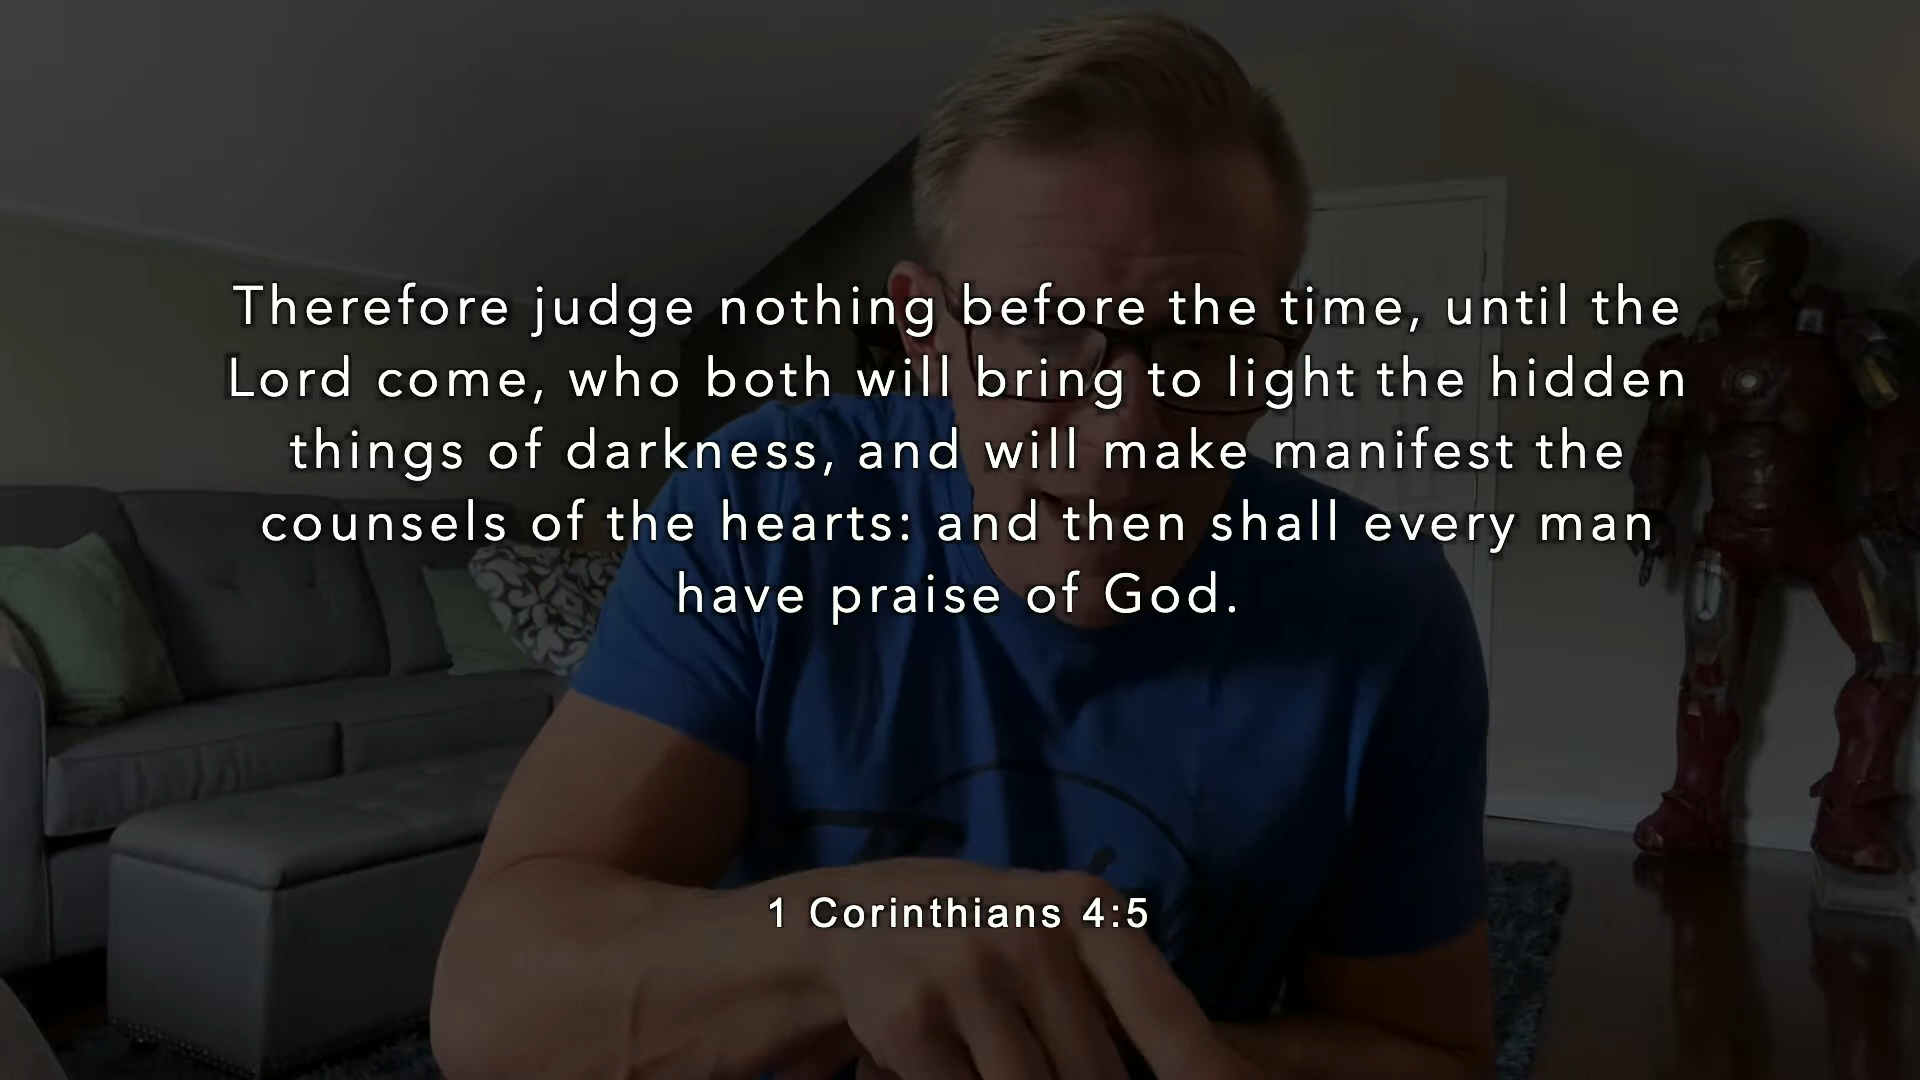 Therefore judge nothing before the time, until the
Lord come, who both will bring to light the hidden
things of darkness, and will make manifest the
counsels of the hearts: and then shall every man
have praise of God.
1 Corinthians 4:5